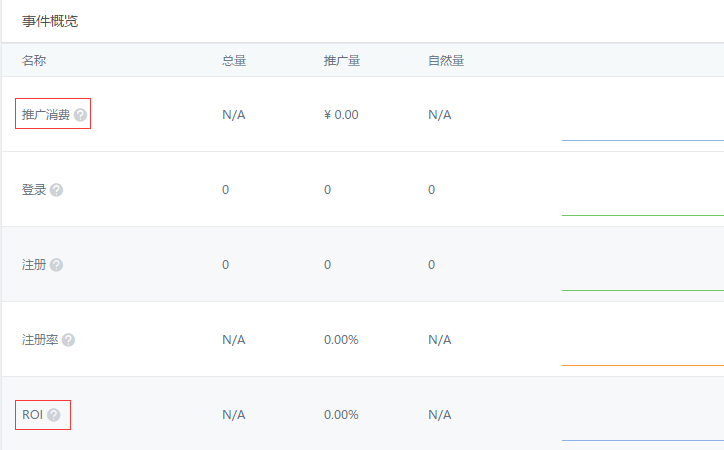 事件概览
名称 总量 推广量 自然量
推广消费 ? N/A ¥ 0.00 N/A
登录 ? 0 0 0
注册 ? 0 0 0
注册率 ? N/A 0.00% N/A
ROI ? N/A 0.00% N/A